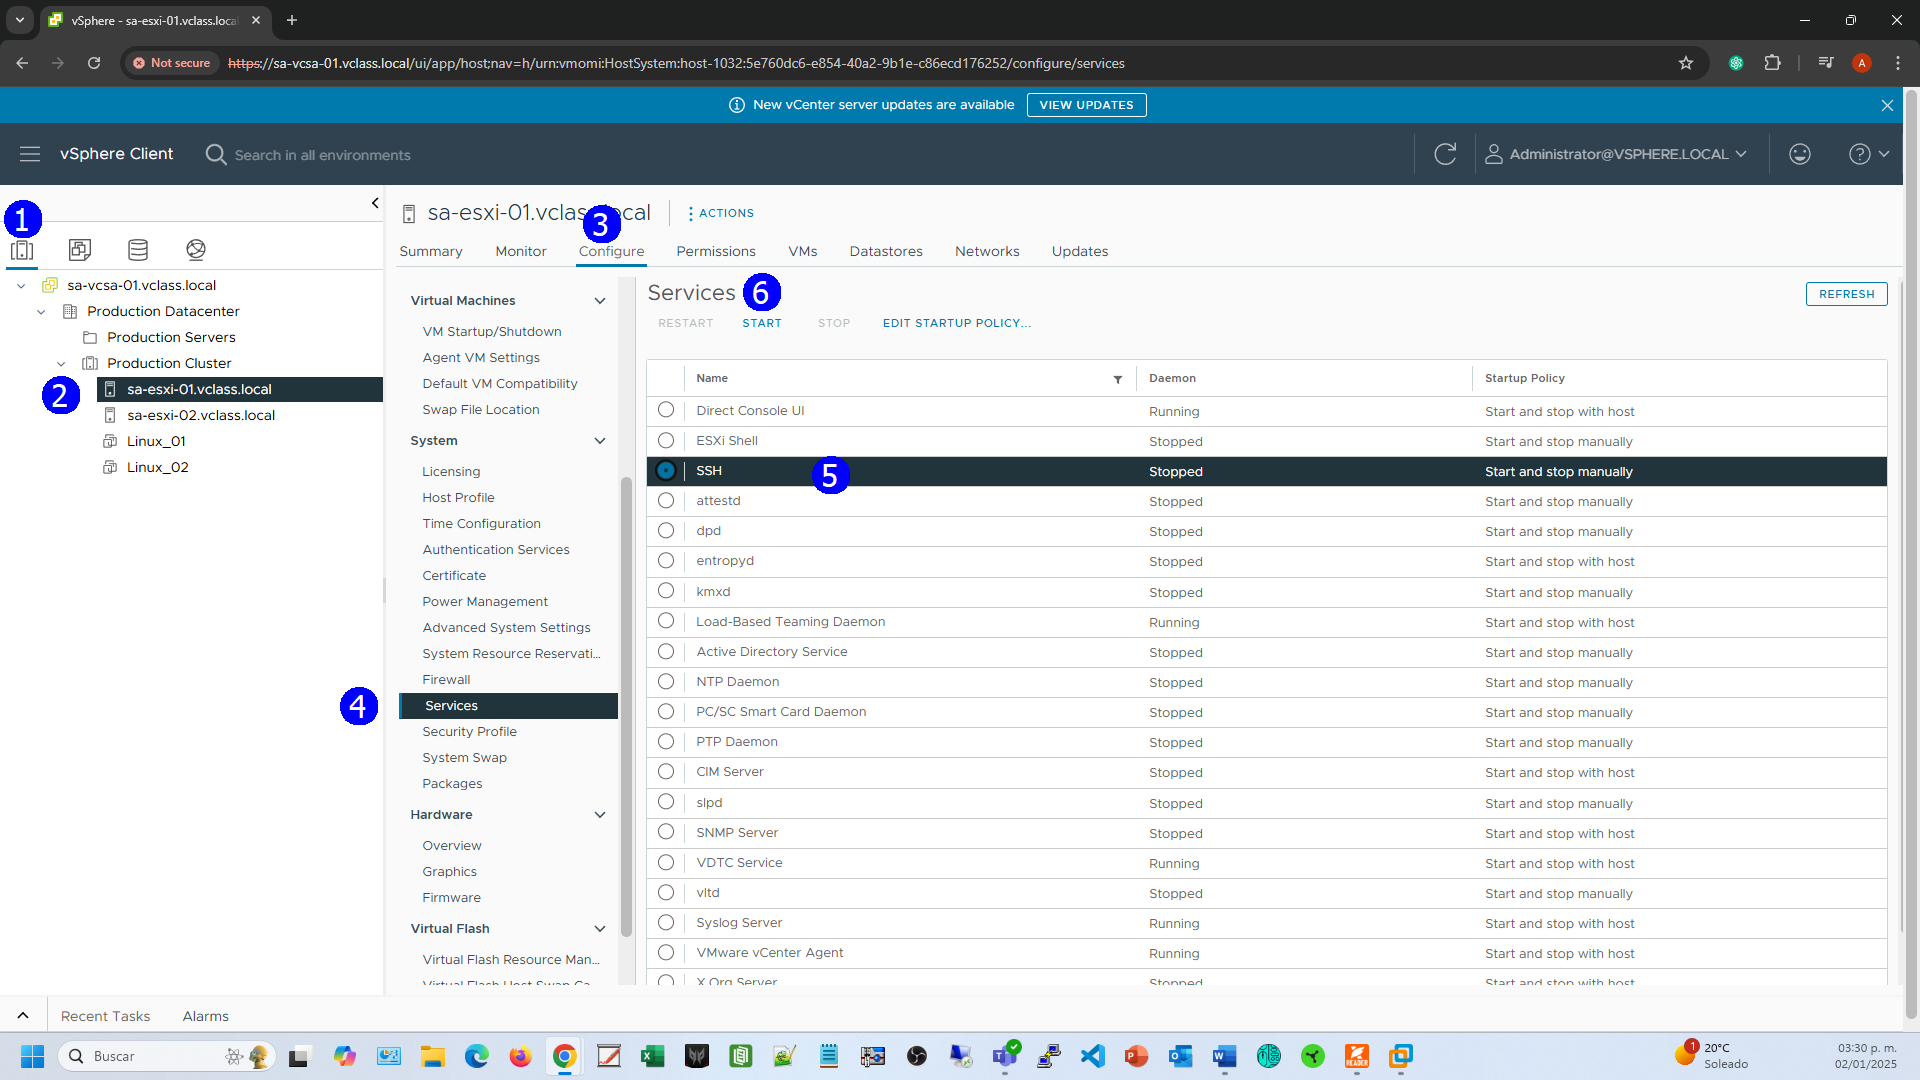 vSphere - sa-esxi-01.vclass.loca
Not secure
https://sa-vcsa-01.vclass.local/ui/app/host;nav=h/urn:vmomi:HostSystem:host-1032:5e760dc6-e854-40a2-9b1e-c86ecd176252/configure/services
A
New vCenter server updates are available
VIEW UPDATES
vSphere Client
Search in all environments
Administrator@VSPHERE.LOCAL
1
sa-vcsa-01.vclass.local
Production Datacenter
Production Servers
Production Cluster
2
sa-esxi-01.vclass.local
sa-esxi-02.vclass.local
Linux_01
Linux_02
sa-esxi-01.vclass.local
ACTIONS
3
Summary
Monitor
Configure
Permissions
VMs
Datastores
Networks
Updates
Virtual Machines
VM Startup/Shutdown
Agent VM Settings
Default VM Compatibility
Swap File Location
System
Licensing
Host Profile
Time Configuration
Authentication Services
Certificate
Power Management
Advanced System Settings
System Resource Reservati...
Firewall
4
Services
Security Profile
System Swap
Packages
Hardware
Overview
Graphics
Firmware
Virtual Flash
Virtual Flash Resource Man...
Virtual Flash Host Swap Ca...
Services
6
REFRESH
RESTART
START
STOP
EDIT STARTUP POLICY...
Name Daemon Startup Policy
Direct Console UI Running Start and stop with host
ESXi Shell Stopped Start and stop manually
SSH 5 Stopped Start and stop manually
attestd Stopped Start and stop manually
dpd Stopped Start and stop manually
entropyd Stopped Start and stop with host
kmxd Stopped Start and stop manually
Load-Based Teaming Daemon Running Start and stop with host
Active Directory Service Stopped Start and stop manually
NTP Daemon Stopped Start and stop manually
PC/SC Smart Card Daemon Stopped Start and stop manually
PTP Daemon Stopped Start and stop manually
CIM Server Stopped Start and stop with host
slpd Stopped Start and stop manually
SNMP Server Stopped Start and stop with host
VDTC Service Running Start and stop with host
vltd Stopped Start and stop manually
Syslog Server Running Start and stop with host
VMware vCenter Agent Running Start and stop with host
X.Org Server Stopped Start and stop with host
Recent Tasks
Alarms
Buscar
1
20°C
Soleado
03:30 p. m.
02/01/2025